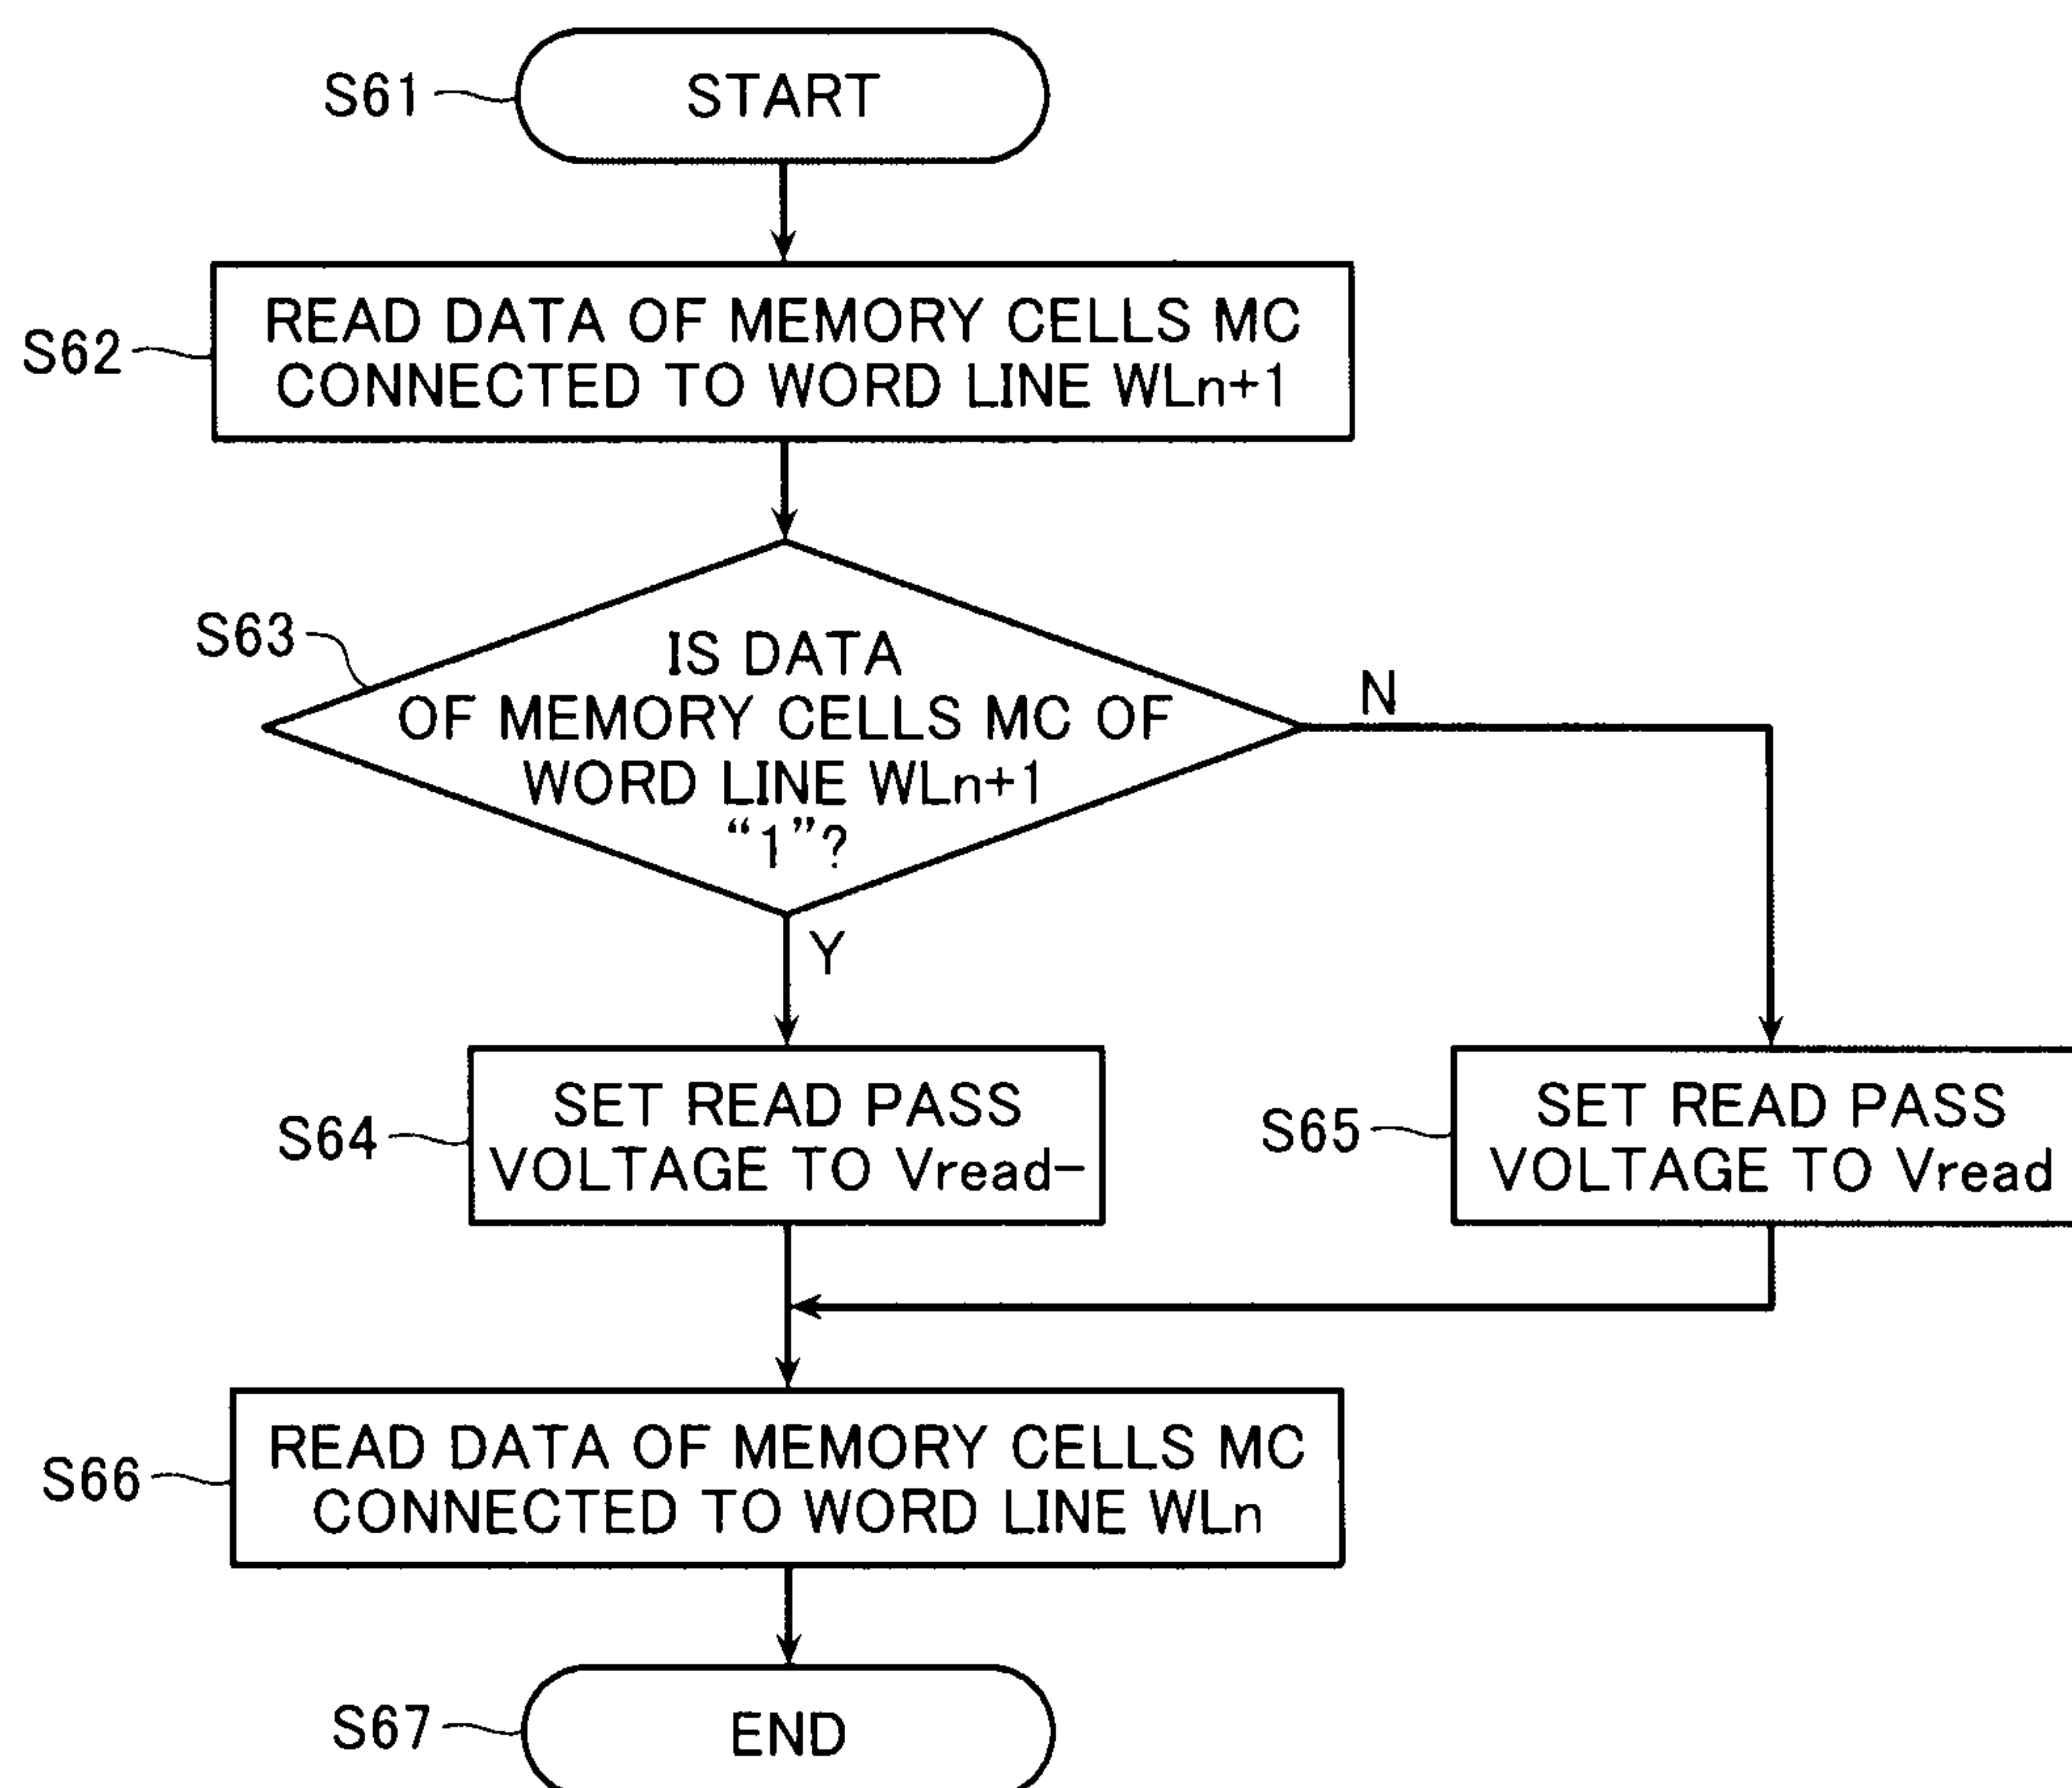 S61
START
S62
READ DATA OF MEMORY CELLS MC
CONNECTED TO WORD LINE WLn+1
S63
IS DATA
OF MEMORY CELLS MC OF
WORD LINE WLn+1
“1”?
N
Y
S64
SET READ PASS
VOLTAGE TO Vread-
S65
SET READ PASS
VOLTAGE TO Vread
S66
READ DATA OF MEMORY CELLS MC
CONNECTED TO WORD LINE WLn
S67
END